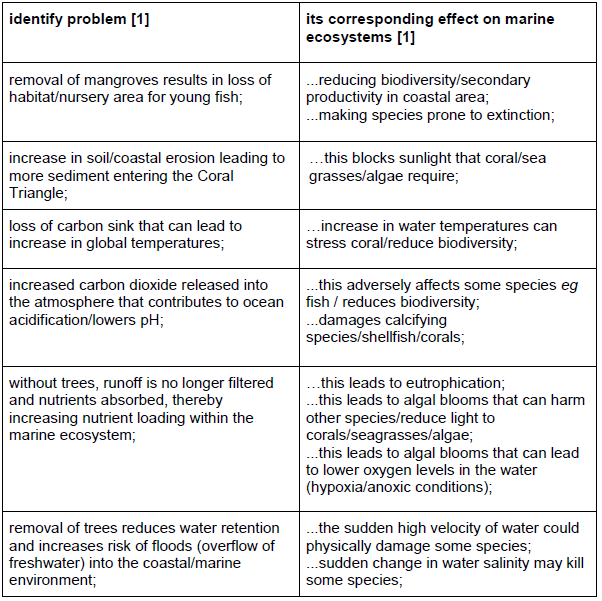 identify problem [1]
its corresponding effect on marine
ecosystems [1]
removal of mangroves results in loss of
habitat/nursery area for young fish;
...reducing biodiversity/secondary
productivity in coastal area;
...making species prone to extinction;
increase in soil/coastal erosion leading to
more sediment entering the Coral
Triangle;
…this blocks sunlight that coral/sea
grasses/algae require;
loss of carbon sink that can lead to
increase in global temperatures;
…increase in water temperatures can
stress coral/reduce biodiversity;
increased carbon dioxide released into
the atmosphere that contributes to ocean
acidification/lowers pH;
...this adversely affects some species eg
fish / reduces biodiversity;
...damages calcifying
species/shellfish/corals;
without trees, runoff is no longer filtered
and nutrients absorbed, thereby
increasing nutrient loading within the
marine ecosystem;
…this leads to eutrophication;
...this leads to algal blooms that can harm
other species/reduce light to
corals/seagrasses/algae;
...this leads to algal blooms that can lead
to lower oxygen levels in the water
(hypoxia/anoxic conditions);
removal of trees reduces water retention
and increases risk of floods (overflow of
freshwater) into the coastal/marine
environment;
...the sudden high velocity of water could
physically damage some species;
...sudden change in water salinity may kill
some species;